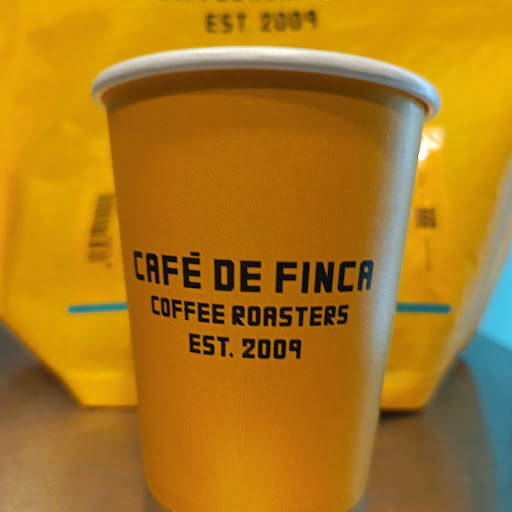 EST. 2009
CAFÉ DE FINCA
COFFEE ROASTERS
EST. 2009